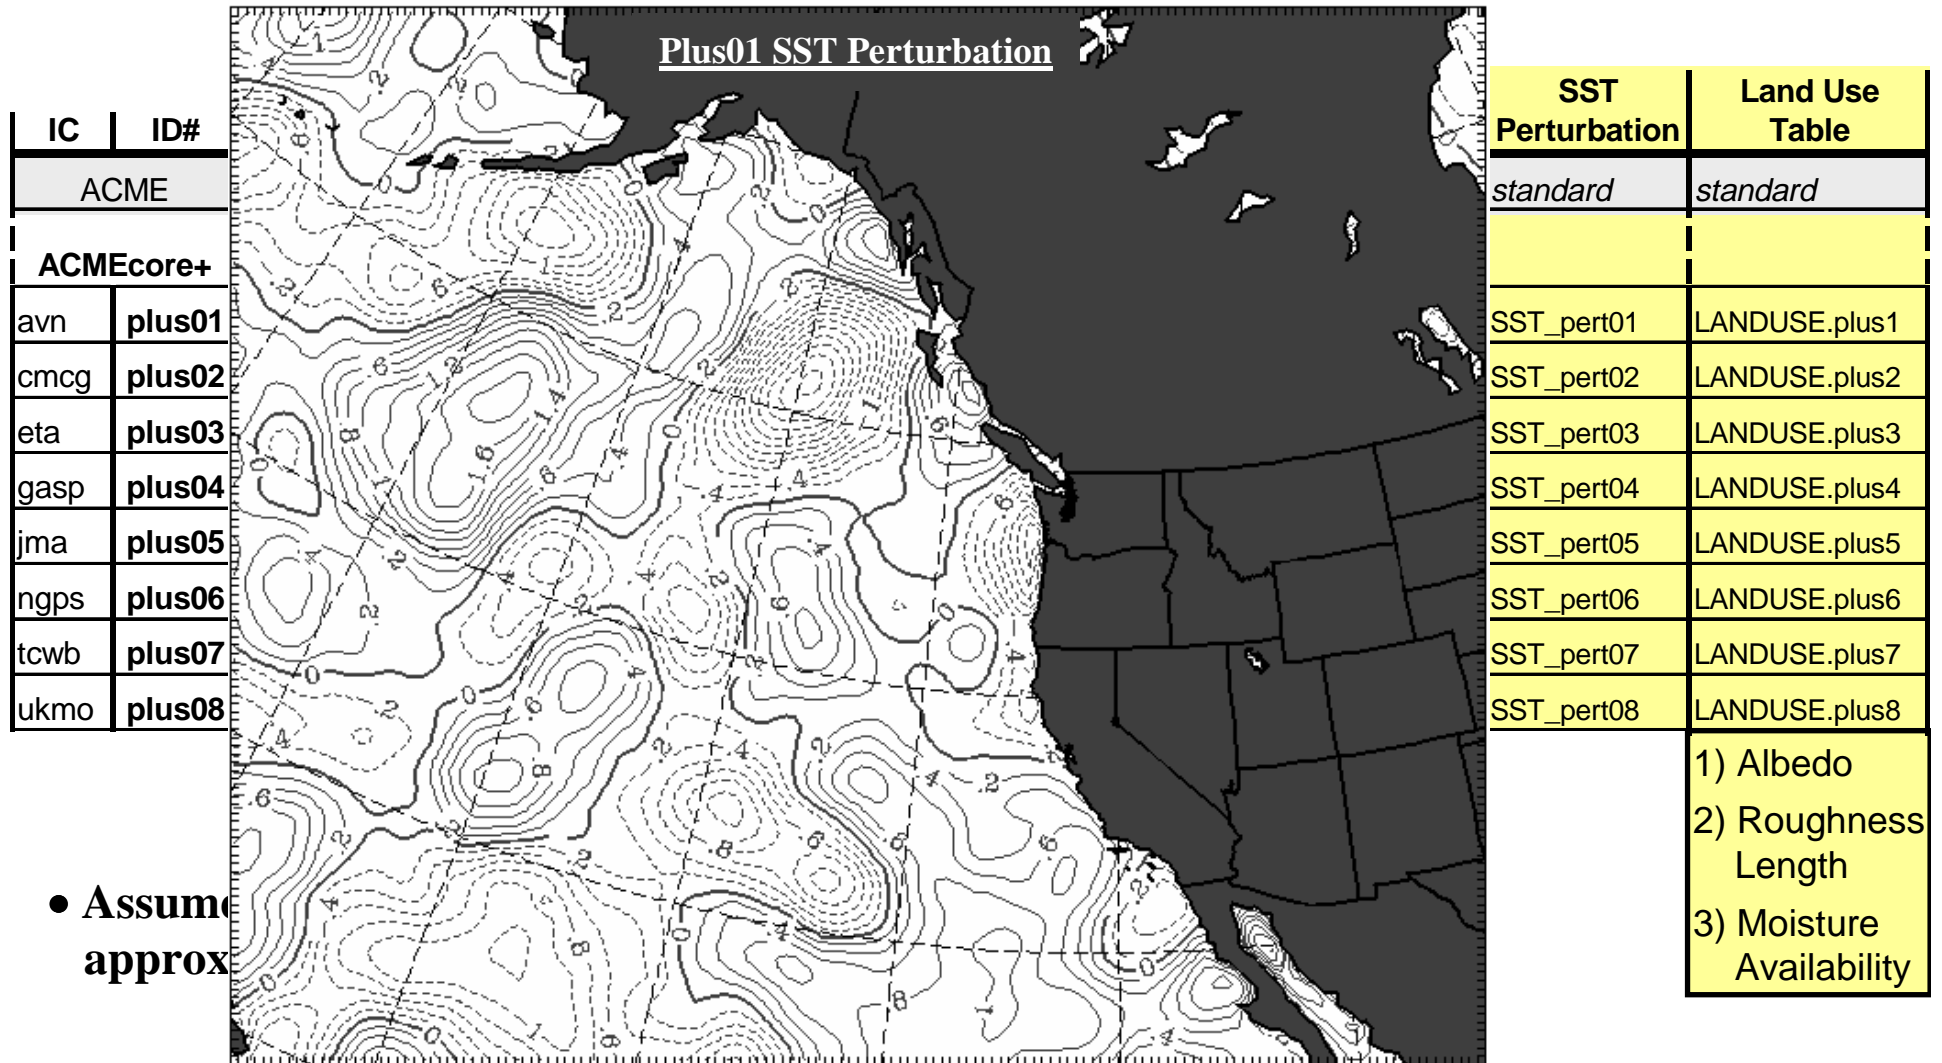 Plus01 SST Perturbation
IC ID# SST Perturbation Land Use Table
ACME standard standard
ACMEcore+
avn plus01 SST_pert01 LANDUSE.plus1
cmcg plus02 SST_pert02 LANDUSE.plus2
eta plus03 SST_pert03 LANDUSE.plus3
gasp plus04 SST_pert04 LANDUSE.plus4
jma plus05 SST_pert05 LANDUSE.plus5
ngps plus06 SST_pert06 LANDUSE.plus6
tcwb plus07 SST_pert07 LANDUSE.plus7
ukmo plus08 SST_pert08 LANDUSE.plus8
1) Albedo
2) Roughness
Length
3) Moisture
Availability
• Assume
approx